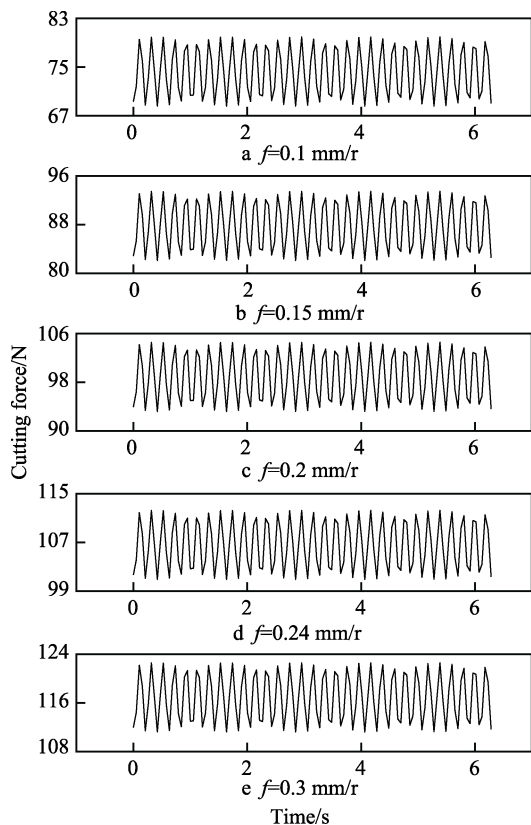 83
75
67
0 2 4 6
a f=0.1 mm/r
96
88
80
0 2 4 6
b f=0.15 mm/r
106
98
90
0 2 4 6
c f=0.2 mm/r
115
107
99
0 2 4 6
d f=0.24 mm/r
124
116
108
0 2 4 6
e f=0.3 mm/r
Cutting force/N
Time/s